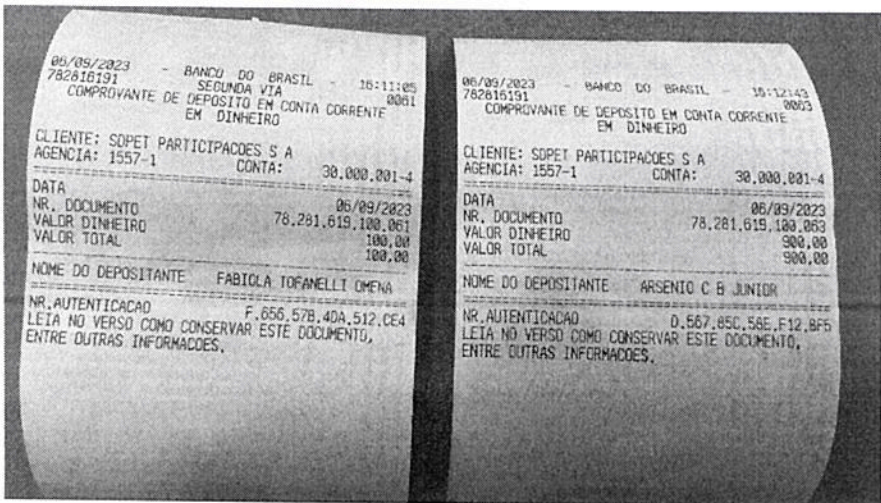 06/09/2023 - BANCO DO BRASIL - 16:11:05
782816191 SEGUNDA VIA 0061
COMPROVANTE DE DEPOSITO EM CONTA CORRENTE
EM DINHEIRO
CLIENTE: SDPET PARTICIPACOES S A
AGENCIA: 1557-1 CONTA: 30.000.001-4
DATA 06/09/2023
NR. DOCUMENTO 78.281.619.100.061
VALOR DINHEIRO 100,00
VALOR TOTAL 100,00
NOME DO DEPOSITANTE FABIOLA TOFANELLI OMENA
NR.AUTENTICACAO F.656.57B.4DA.512.CE4
LEIA NO VERSO COMO CONSERVAR ESTE DOCUMENTO,
ENTRE OUTRAS INFORMACOES.
06/09/2023 - BANCO DO BRASIL - 16:12:43
782816191 0063
COMPROVANTE DE DEPOSITO EM CONTA CORRENTE
EM DINHEIRO
CLIENTE: SDPET PARTICIPACOES S A
AGENCIA: 1557-1 CONTA: 30.000.001-4
DATA 06/09/2023
NR. DOCUMENTO 78.281.619.100.063
VALOR DINHEIRO 900,00
VALOR TOTAL 900,00
NOME DO DEPOSITANTE ARSENIO C B JUNIOR
NR.AUTENTICACAO D.567.85C.56E.F12.BF5
LEIA NO VERSO COMO CONSERVAR ESTE DOCUMENTO,
ENTRE OUTRAS INFORMACOES.